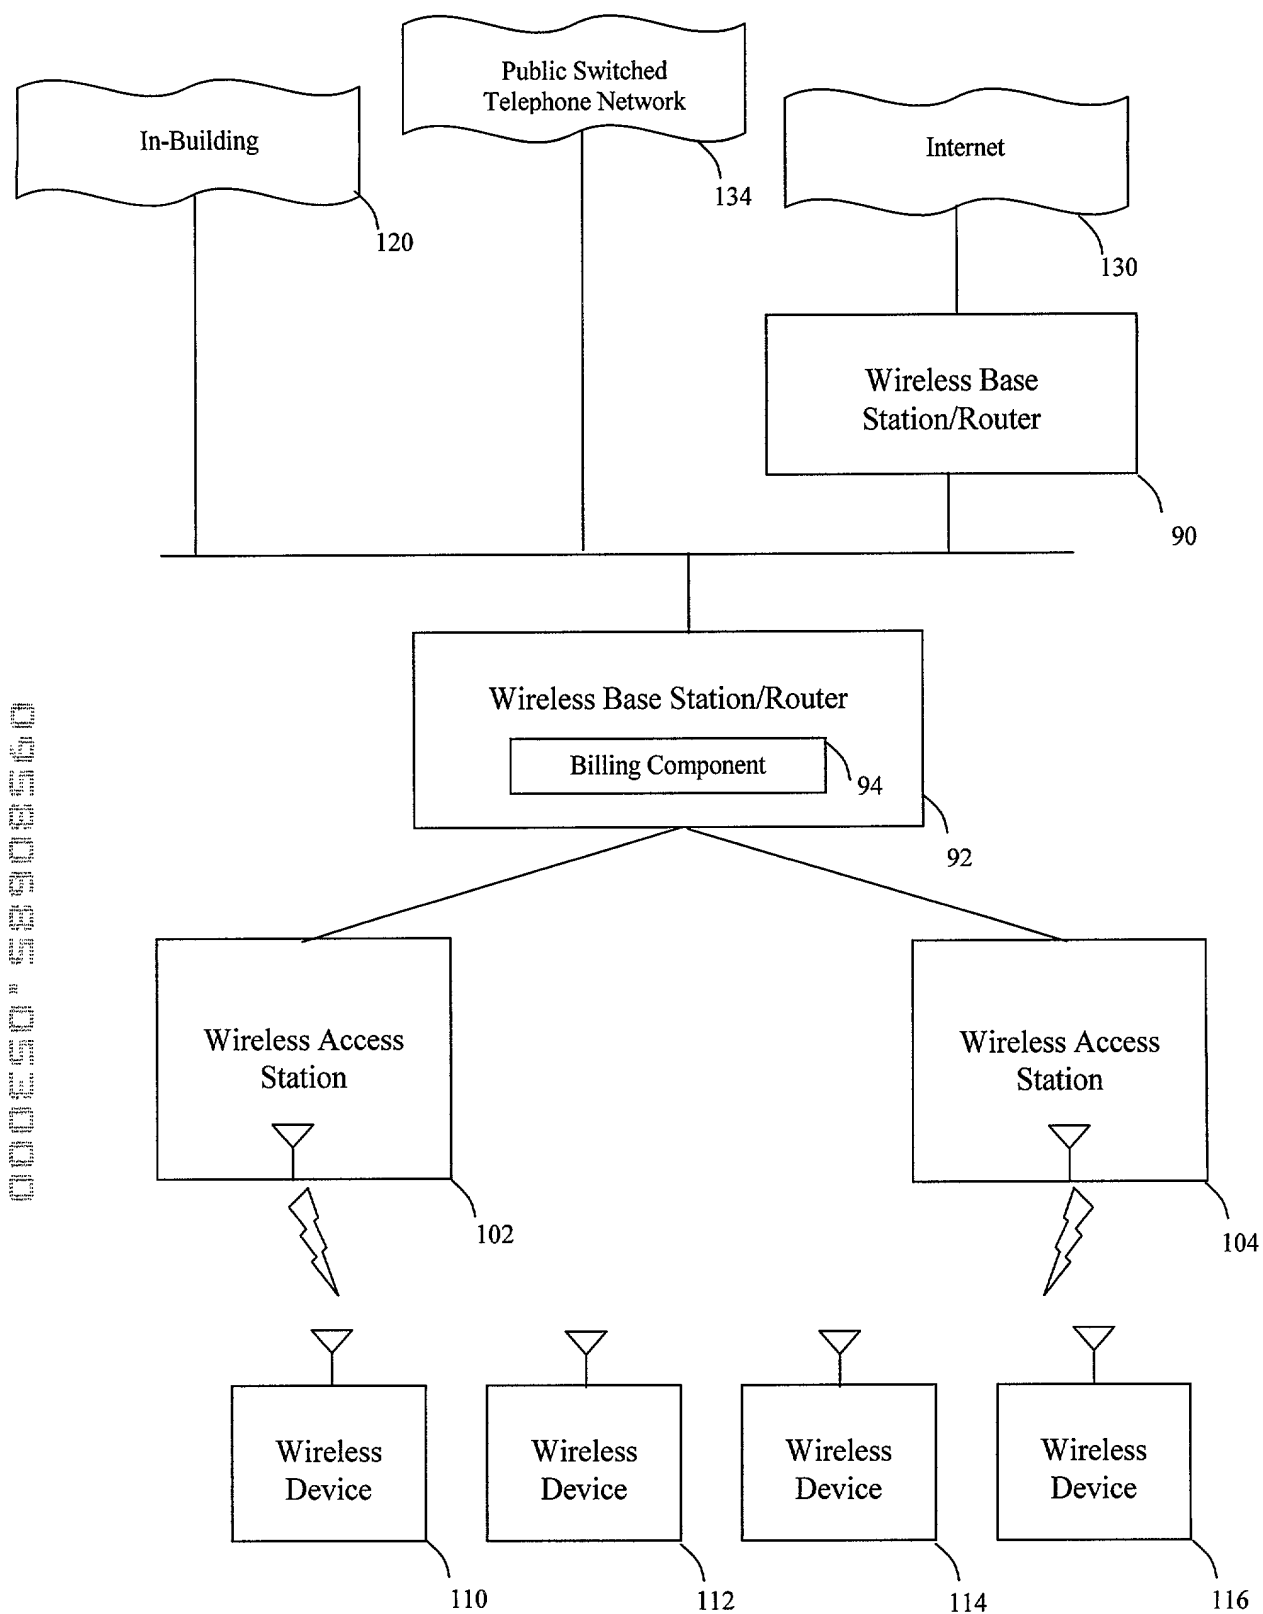 Public Switched
Telephone Network
134
In-Building
120
Internet
130
Wireless Base
Station/Router
90
Wireless Base Station/Router
Billing Component
94
92
Wireless Access
Station
102
Wireless Access
Station
104
Wireless
Device
110
Wireless
Device
112
Wireless
Device
114
Wireless
Device
116